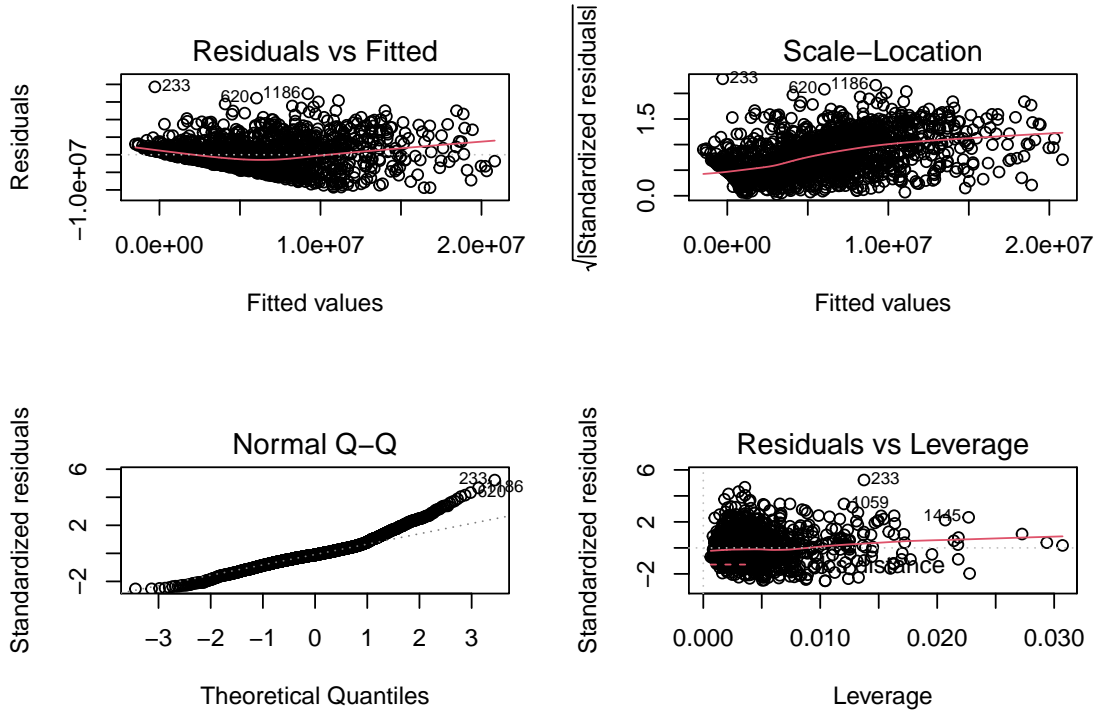 Residuals vs Fitted
Residuals
−1.0e+07
233
620
1186
0.0e+00 1.0e+07 2.0e+07
Fitted values
Scale−Location
√|Standardized residuals|
0.0 1.5
233
620
1186
0.0e+00 1.0e+07 2.0e+07
Fitted values
Normal Q−Q
Standardized residuals
−2 2 6
233
1186
620
−3 −2 −1 0 1 2 3
Theoretical Quantiles
Residuals vs Leverage
Standardized residuals
−2 2 6
233
1059
1445
distance
0.000 0.010 0.020 0.030
Leverage